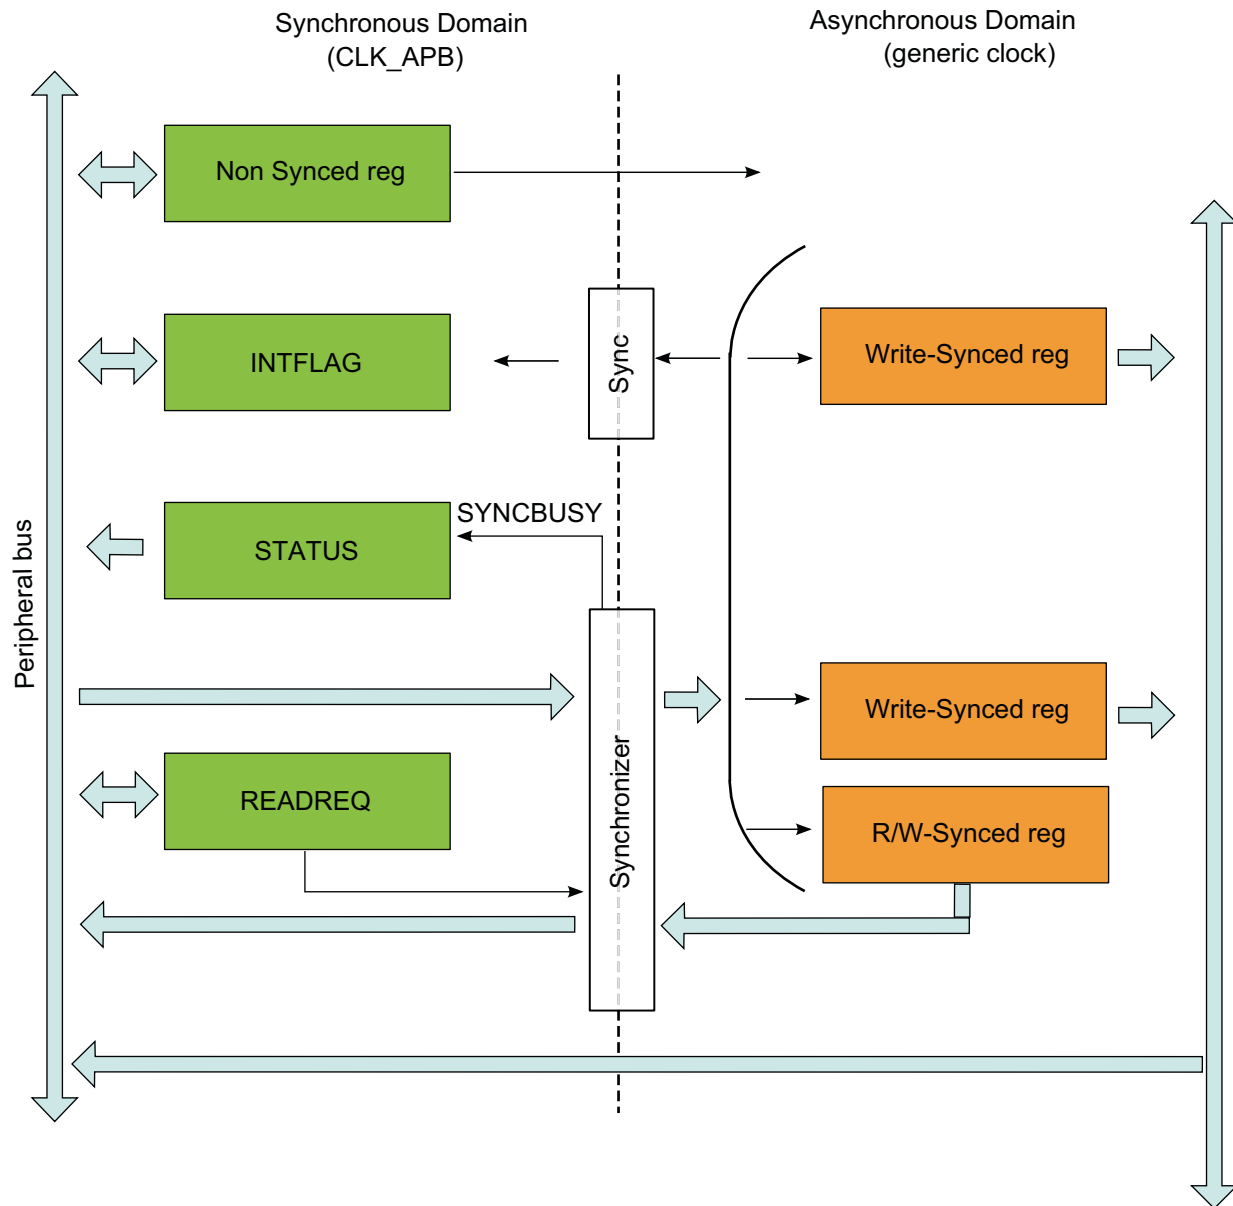 Synchronous Domain
(CLK_APB)
Asynchronous Domain
(generic clock)
Non Synced reg
INTFLAG
Sync
Write-Synced reg
SYNCBUSY
STATUS
Peripheral bus
Write-Synced reg
Synchronizer
READREQ
R/W-Synced reg